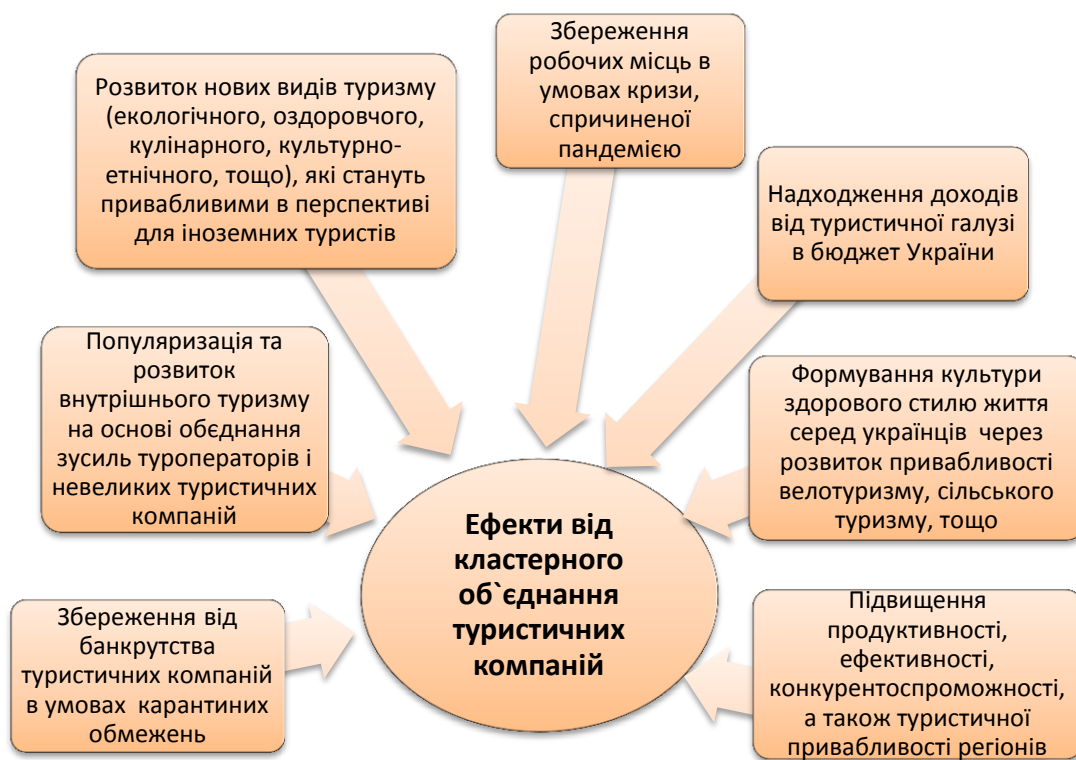 Збереження
робочих місць в
умовах кризи,
спричиненої
пандемією
Розвиток нових видів туризму
(екологічного, оздоровчого,
кулінарного, культурно-
етнічного, тощо), які стануть
привабливими в перспективі
для іноземних туристів
Надходження доходів
від туристичної галузі
в бюджет України
Популяризація та
розвиток
внутрішнього туризму
на основі обєднання
зусиль туроператорів і
невеликих туристичних
компаній
Формування культури
здорового стилю життя
серед українців через
розвиток привабливості
велотуризму, сільського
туризму, тощо
Ефекти від
кластерного
об`єднання
туристичних
компаній
Збереження від
банкрутства
туристичних компаній
в умовах карантиних
обмежень
Підвищення
продуктивності,
ефективності,
конкурентоспроможності,
а також туристичної
привабливості регіонів